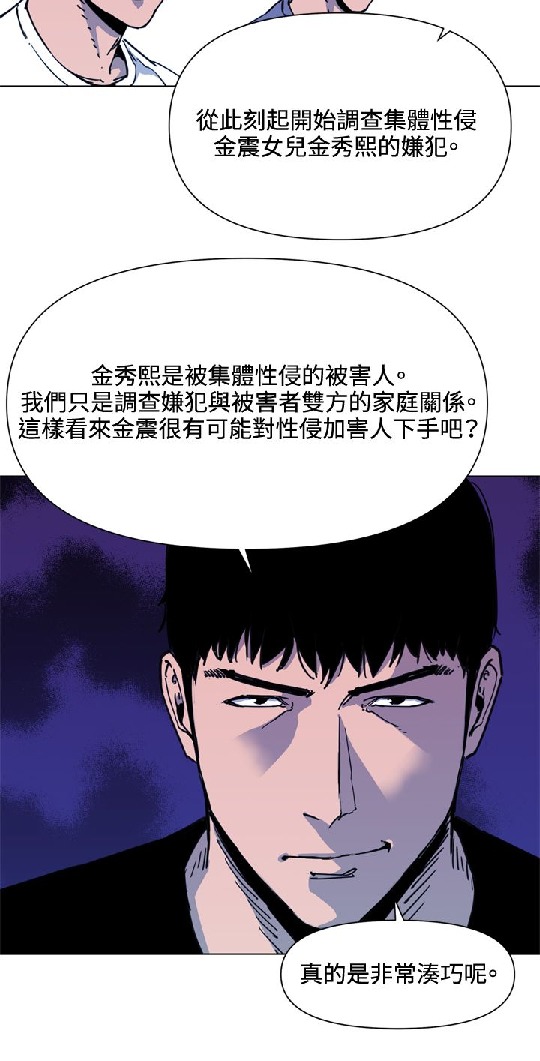 從此刻起開始調查集體性侵
金震女兒金秀熙的嫌犯。
金秀熙是被集體性侵的被害人。
我們只是調查嫌犯與被害者雙方的家庭關係。
這樣看來金震很有可能對性侵加害人下手吧？
真的是非常湊巧呢。